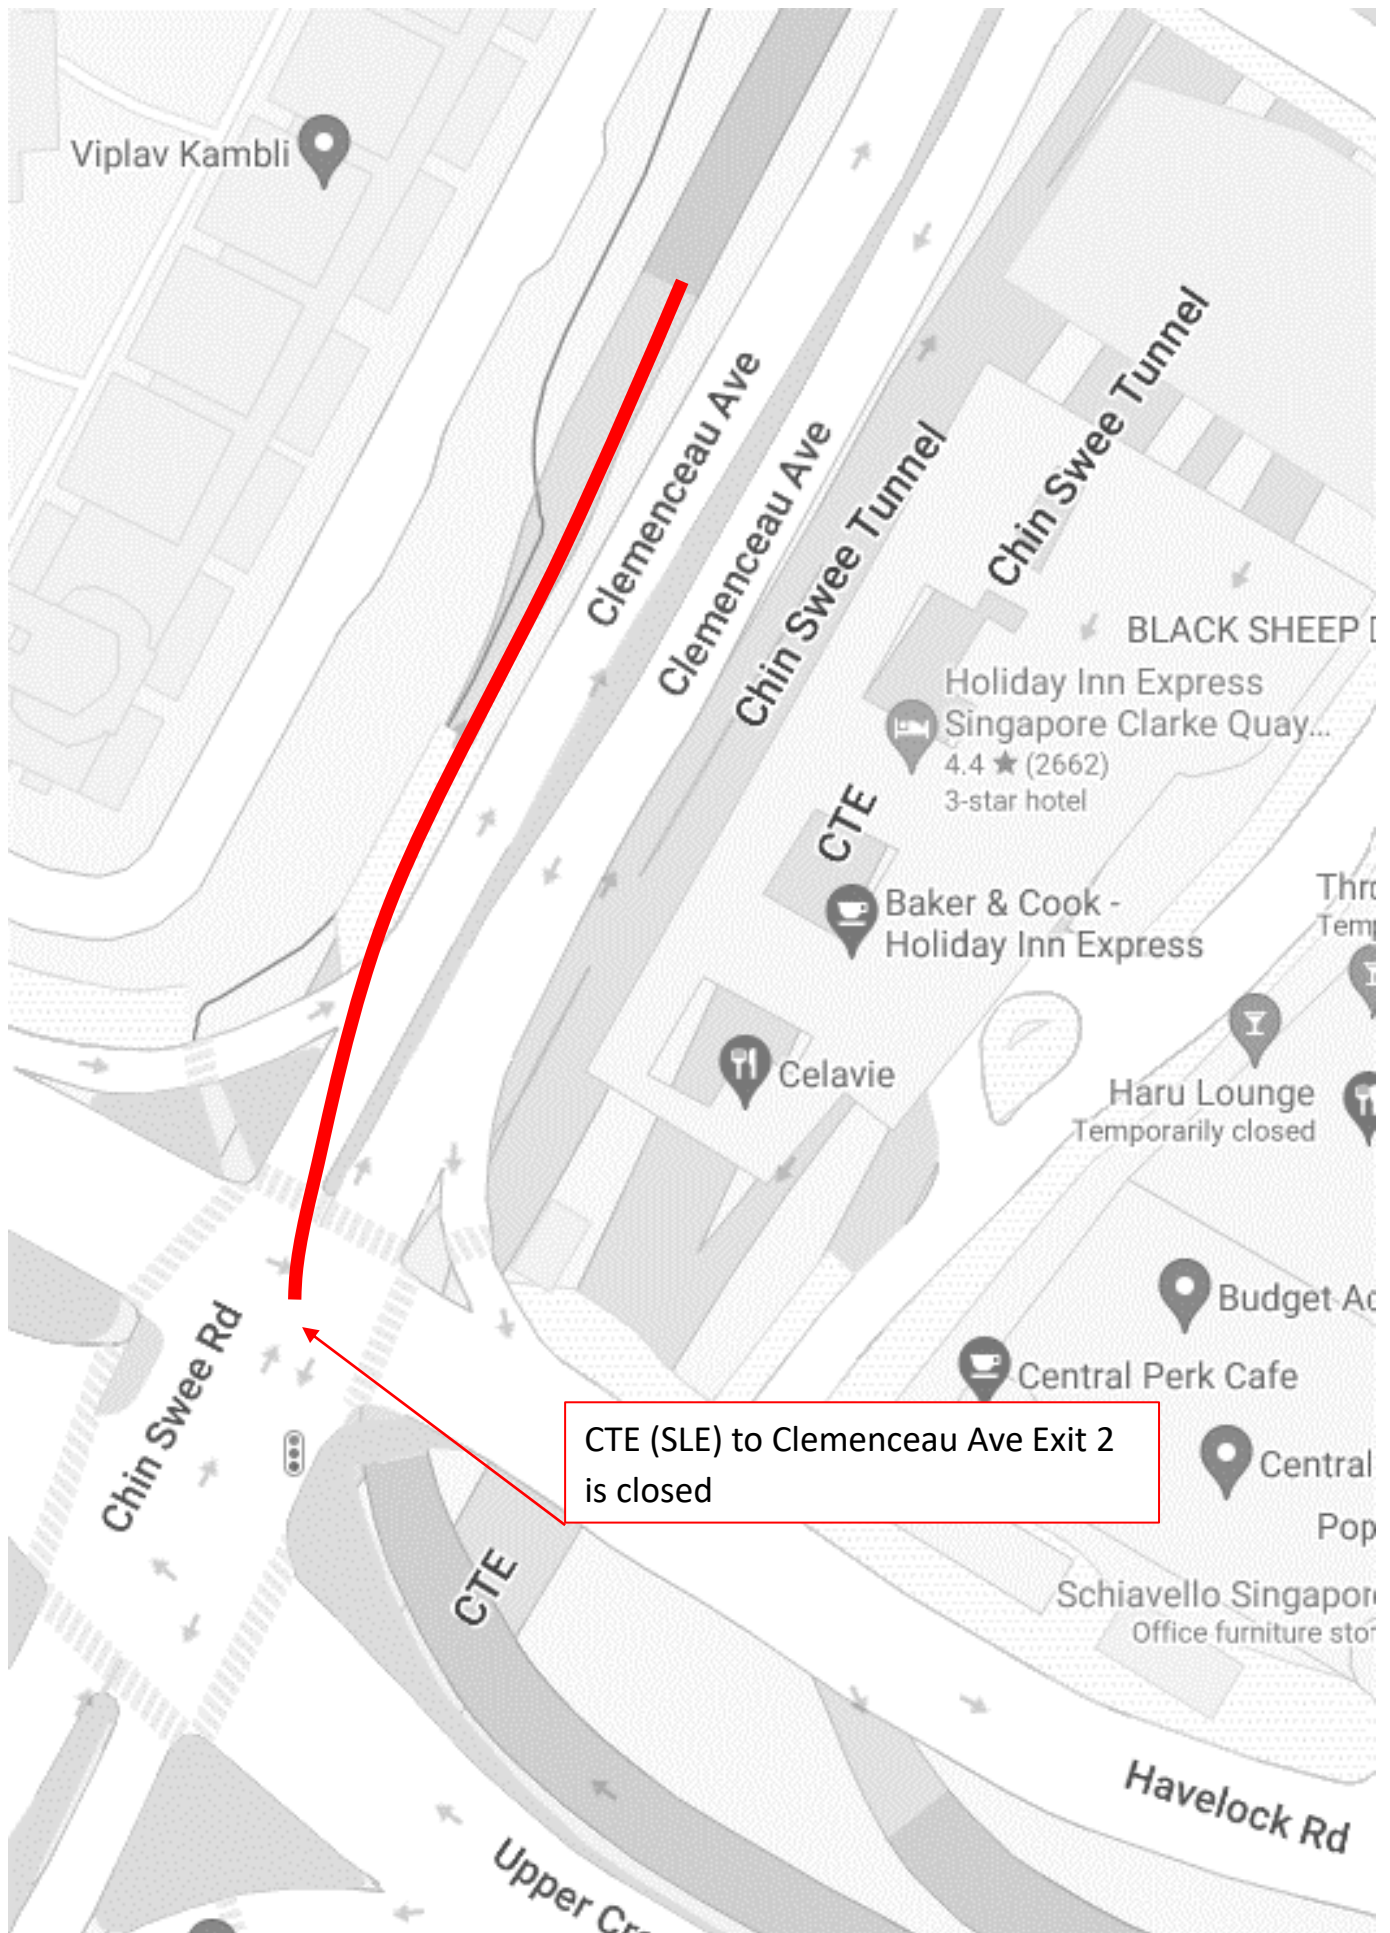 Viplav Kambli
Clemenceau Ave
Clemenceau Ave
Chin Swee Tunnel
Chin Swee Tunnel
BLACK SHEEP
Holiday Inn Express
Singapore Clarke Quay...
4.4 ★ (2662)
3-star hotel
CTE
Baker & Cook -
Holiday Inn Express
Celavie
Haru Lounge
Temporarily closed
Budget
Central Perk Cafe
Chin Swee Rd
CTE (SLE) to Clemenceau Ave Exit 2
is closed
Central
Pop
CTE
Schiavello
Office furniture
Havelock Rd
Upper